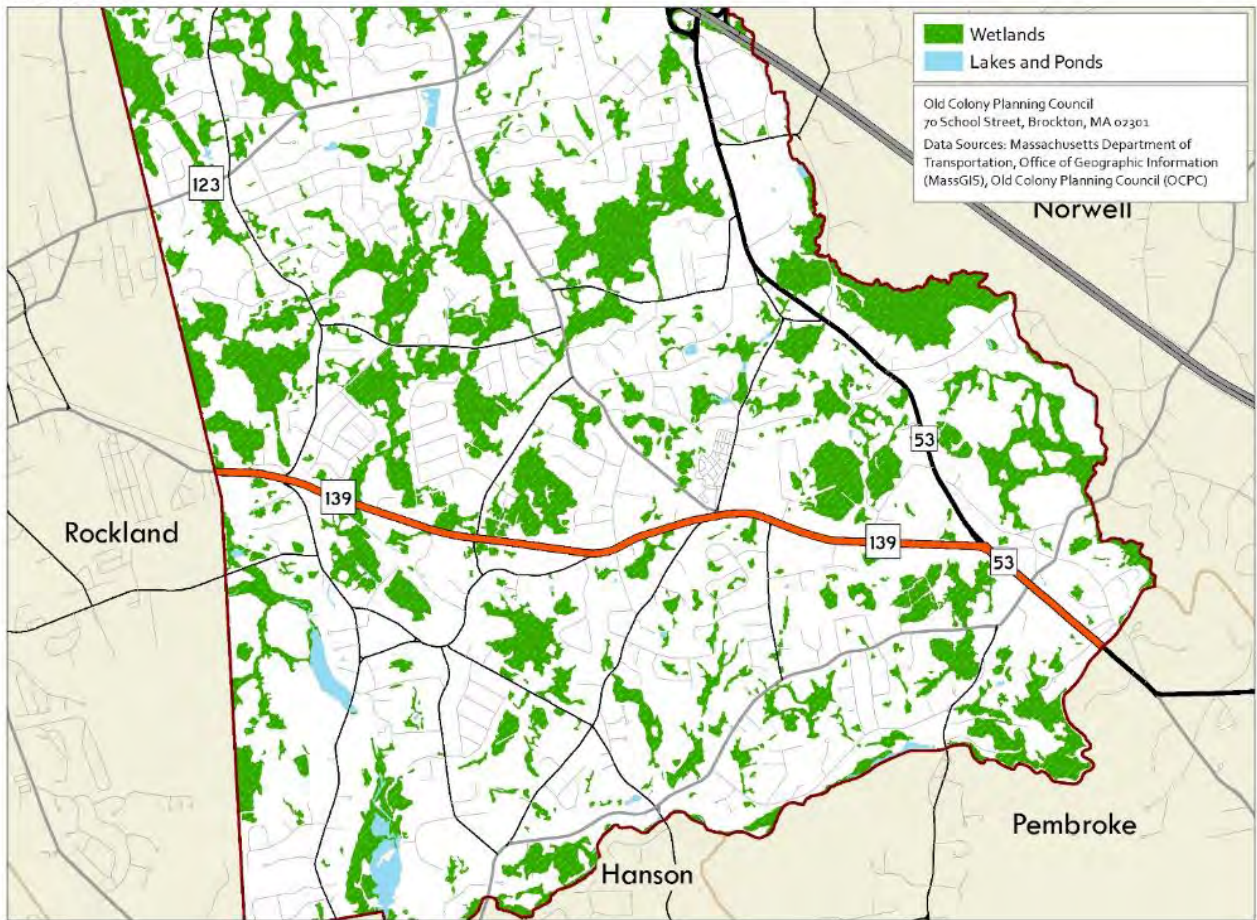 Wetlands
Lakes and Ponds
Old Colony Planning Council
70 School Street, Brockton, MA 02301
Data Sources: Massachusetts Department of
Transportation, Office of Geographic Information
(MassGIS), Old Colony Planning Council (OCPC)
Norwell
123
53
139
Rockland
139
53
Pembroke
Hanson